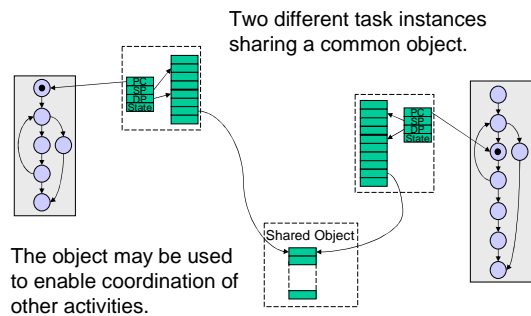 Two different task instances
sharing a common object.
PC
SP
DP
State
PC
SP
DP
State
Shared Object
The object may be used
to enable coordination of
other activities.